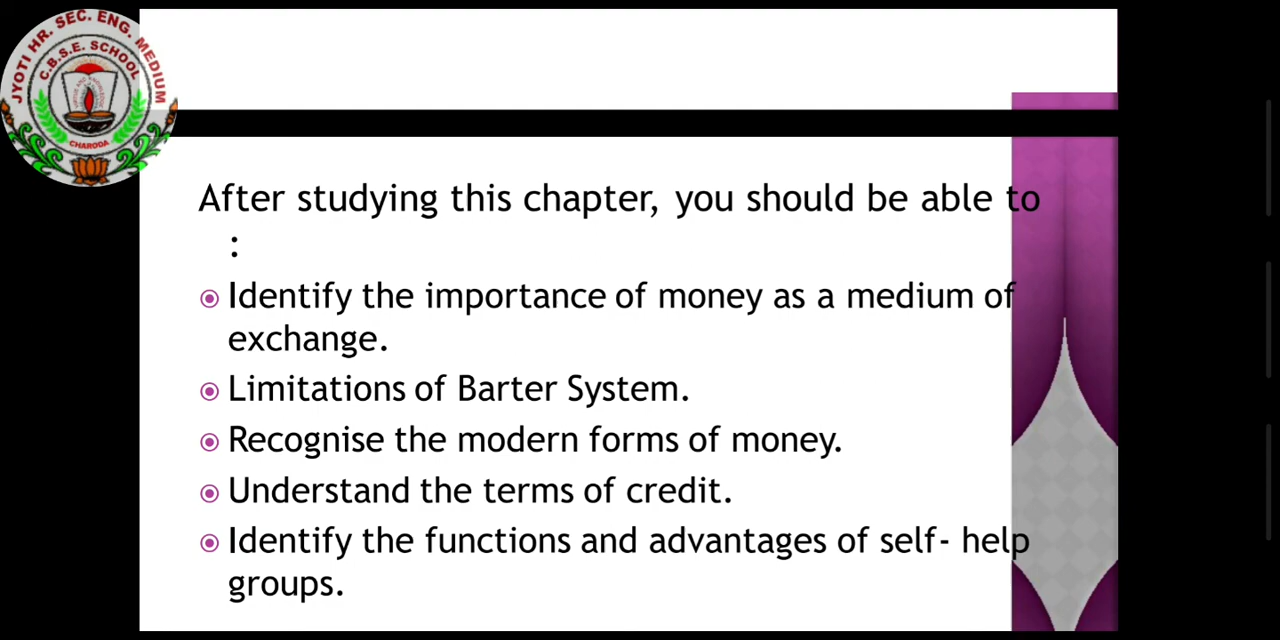 JYOTI HR. SEC. ENG. MEDIUM
C.B.S.E. SCHOOL
CHARODA
After studying this chapter, you should be able to
:
Identify the importance of money as a medium of
exchange.
Limitations of Barter System.
Recognise the modern forms of money.
Understand the terms of credit.
Identify the functions and advantages of self- help
groups.